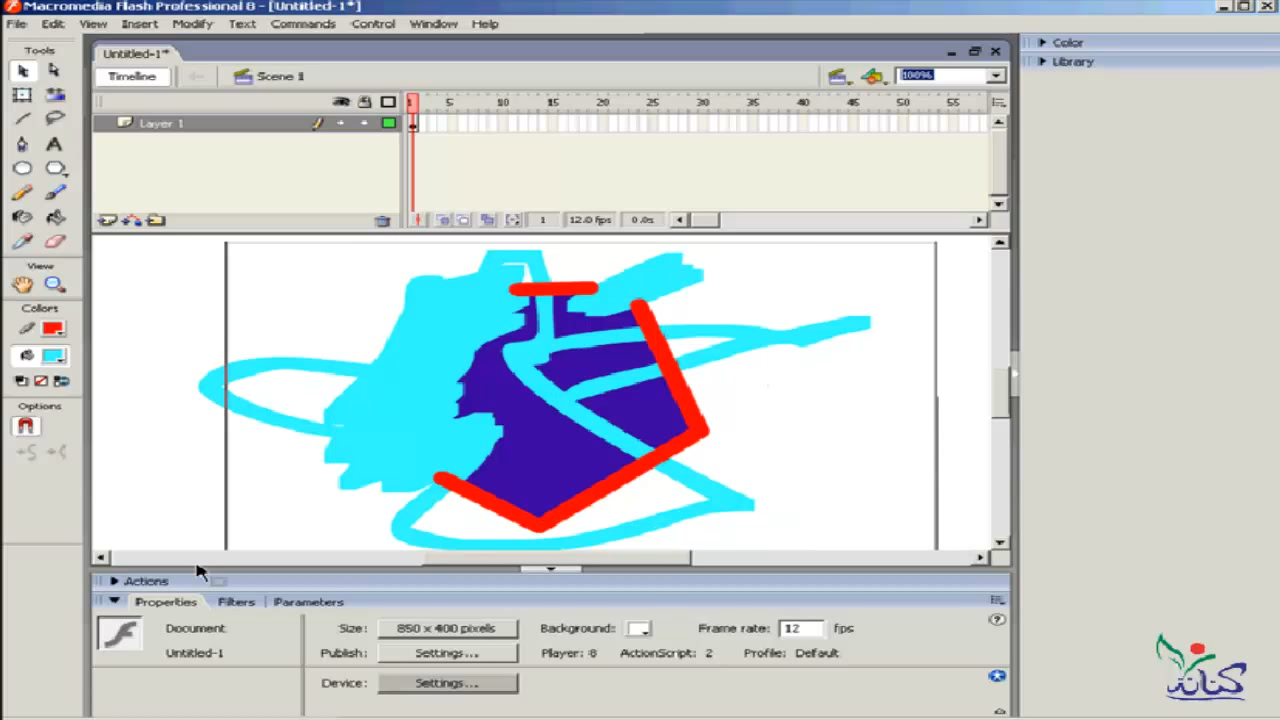 Macromedia Flash Professional 8 - [Untitled-1*]
File Edit View Insert Modify Text Commands Control Window Help
Tools
Untitled-1*
Color
Library
Timeline
Scene 1
1 5 10 15 20 25 30 35 40 45 50 55
Layer 1
1 12.0 fps 0.0s
View
Colors
Options
Actions
Properties Filters Parameters
Document
Size: 850 x 400 pixels Background: Frame rate: 12 fps
Untitled-1
Publish: Settings... Player: 8 ActionScript: 2 Profile: Default
Device: Settings...